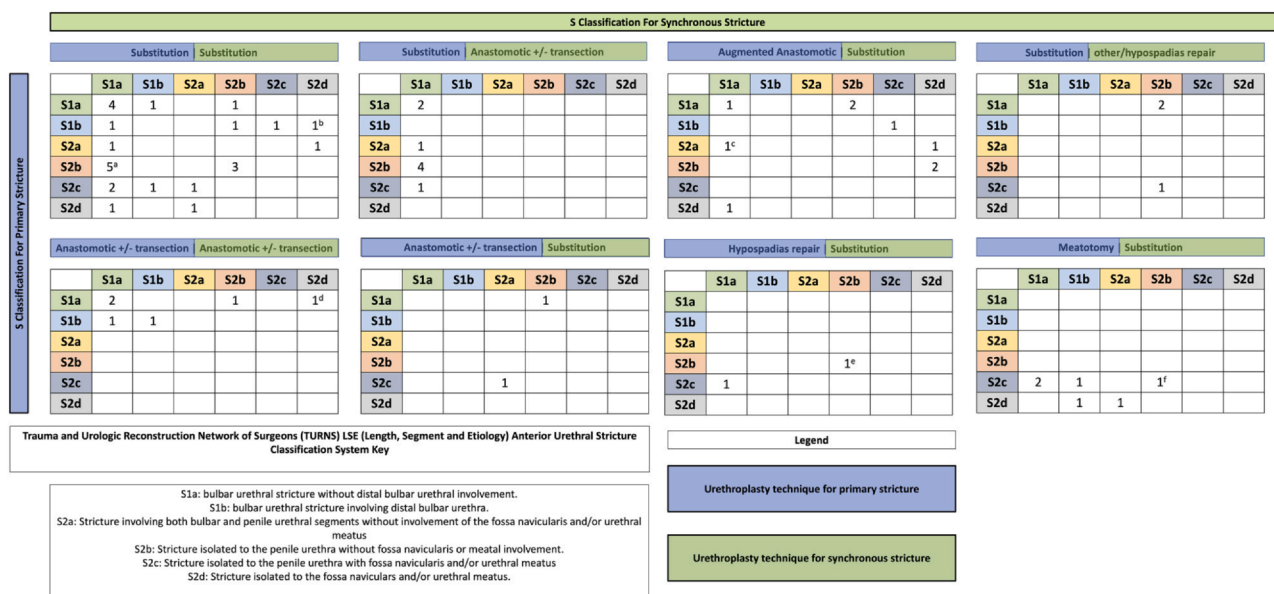 S Classification For Synchronous Stricture
Substitution | Substitution
Substitution | Anastomotic +/- transection
Augmented Anastomotic | Substitution
Substitution | other/hypospadias repair
S Classification For Primary Stricture
S1a S1b S2a S2b S2c S2d
S1a 4 1 1
S1b 1 1 1 1b
S2a 1 1
S2b 5a 3
S2c 2 1 1
S2d 1 1
S1a S1b S2a S2b S2c S2d
S1a 2
S1b
S2a 1
S2b 4
S2c 1
S2d
S1a S1b S2a S2b S2c S2d
S1a 1 2
S1b 1
S2a 1c 1
S2b 2
S2c
S2d 1
S1a S1b S2a S2b S2c S2d
S1a 2
S1b
S2a
S2b
S2c 1
S2d
Anastomotic +/- transection | Anastomotic +/- transection
Anastomotic +/- transection | Substitution
Hypospadias repair | Substitution
Meatotomy | Substitution
S1a S1b S2a S2b S2c S2d
S1a 2 1 1d
S1b 1 1
S2a
S2b
S2c
S2d
S1a S1b S2a S2b S2c S2d
S1a 1
S1b
S2a
S2b
S2c 1
S2d
S1a S1b S2a S2b S2c S2d
S1a
S1b
S2a
S2b 1e
S2c 1
S2d
S1a S1b S2a S2b S2c S2d
S1a
S1b
S2a
S2b
S2c 2 1 1f
S2d 1 1
Trauma and Urologic Reconstruction Network of Surgeons (TURNS) LSE (Length, Segment and Etiology) Anterior Urethral Stricture
Classification System Key
S1a: bulbar urethral stricture without distal bulbar urethral involvement.
S1b: bulbar urethral stricture involving distal bulbar urethra.
S2a: Stricture involving both bulbar and penile urethral segments without involvement of the fossa navicularis and/or urethral
meatus
S2b: Stricture isolated to the penile urethra without fossa navicularis or meatal involvement.
S2c: Stricture isolated to the penile urethra with fossa navicularis and/or urethral meatus
S2d: Stricture isolated to the fossa naviculars and/or urethral meatus.
Legend
Urethroplasty technique for primary stricture
Urethroplasty technique for synchronous stricture